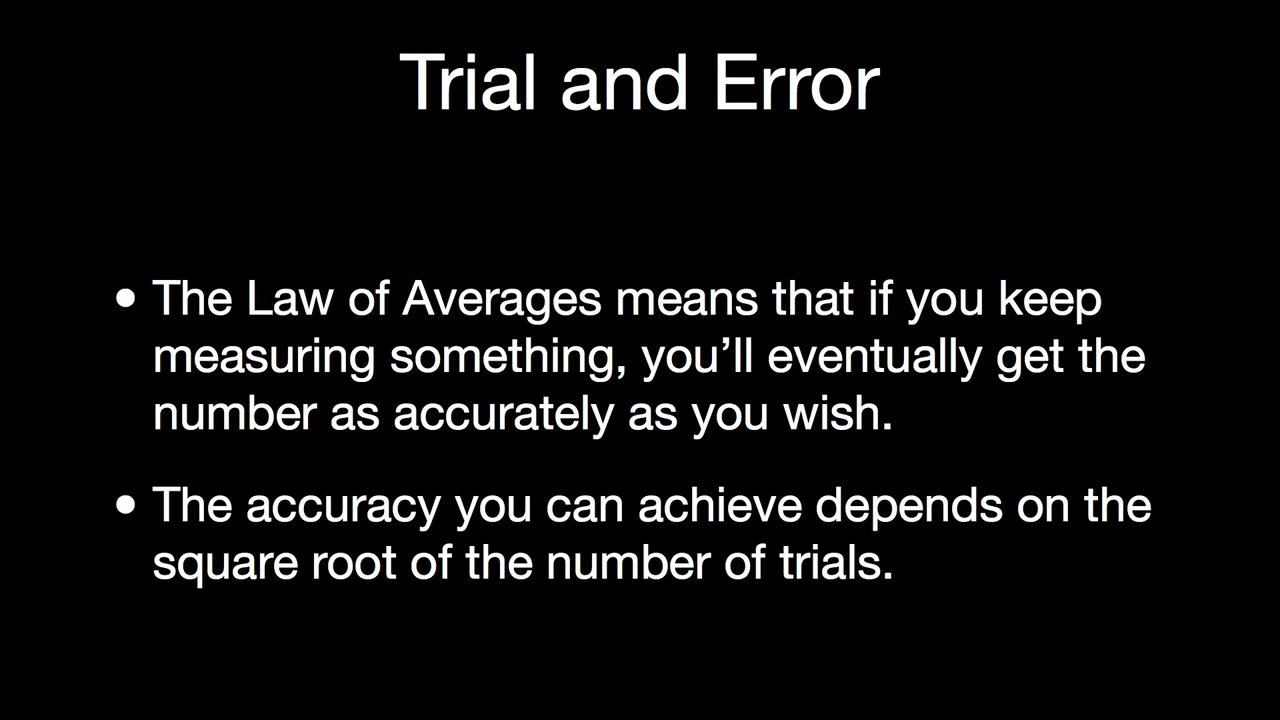 Trial and Error
• The Law of Averages means that if you keep
measuring something, you’ll eventually get the
number as accurately as you wish.
• The accuracy you can achieve depends on the
square root of the number of trials.